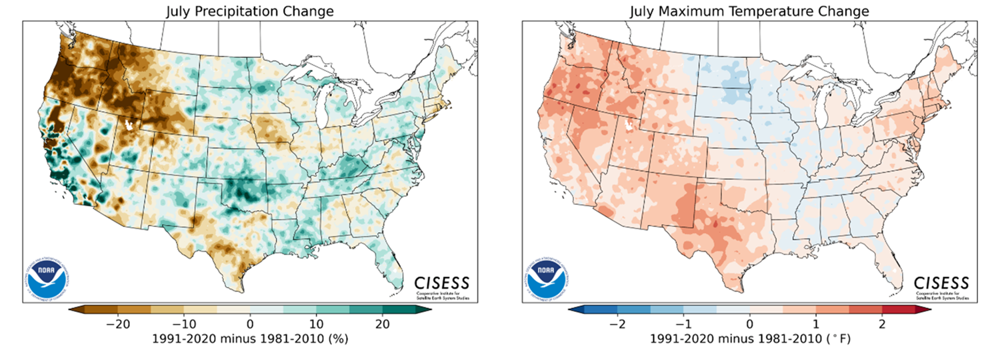 July Precipitation Change
NOAA
CISESS
Cooperative Institute for
Satellite Earth System Studies
−20 −10 0 10 20
1991-2020 minus 1981-2010 (%)
July Maximum Temperature Change
NOAA
CISESS
Cooperative Institute for
Satellite Earth System Studies
−2 −1 0 1 2
1991-2020 minus 1981-2010 (°F)